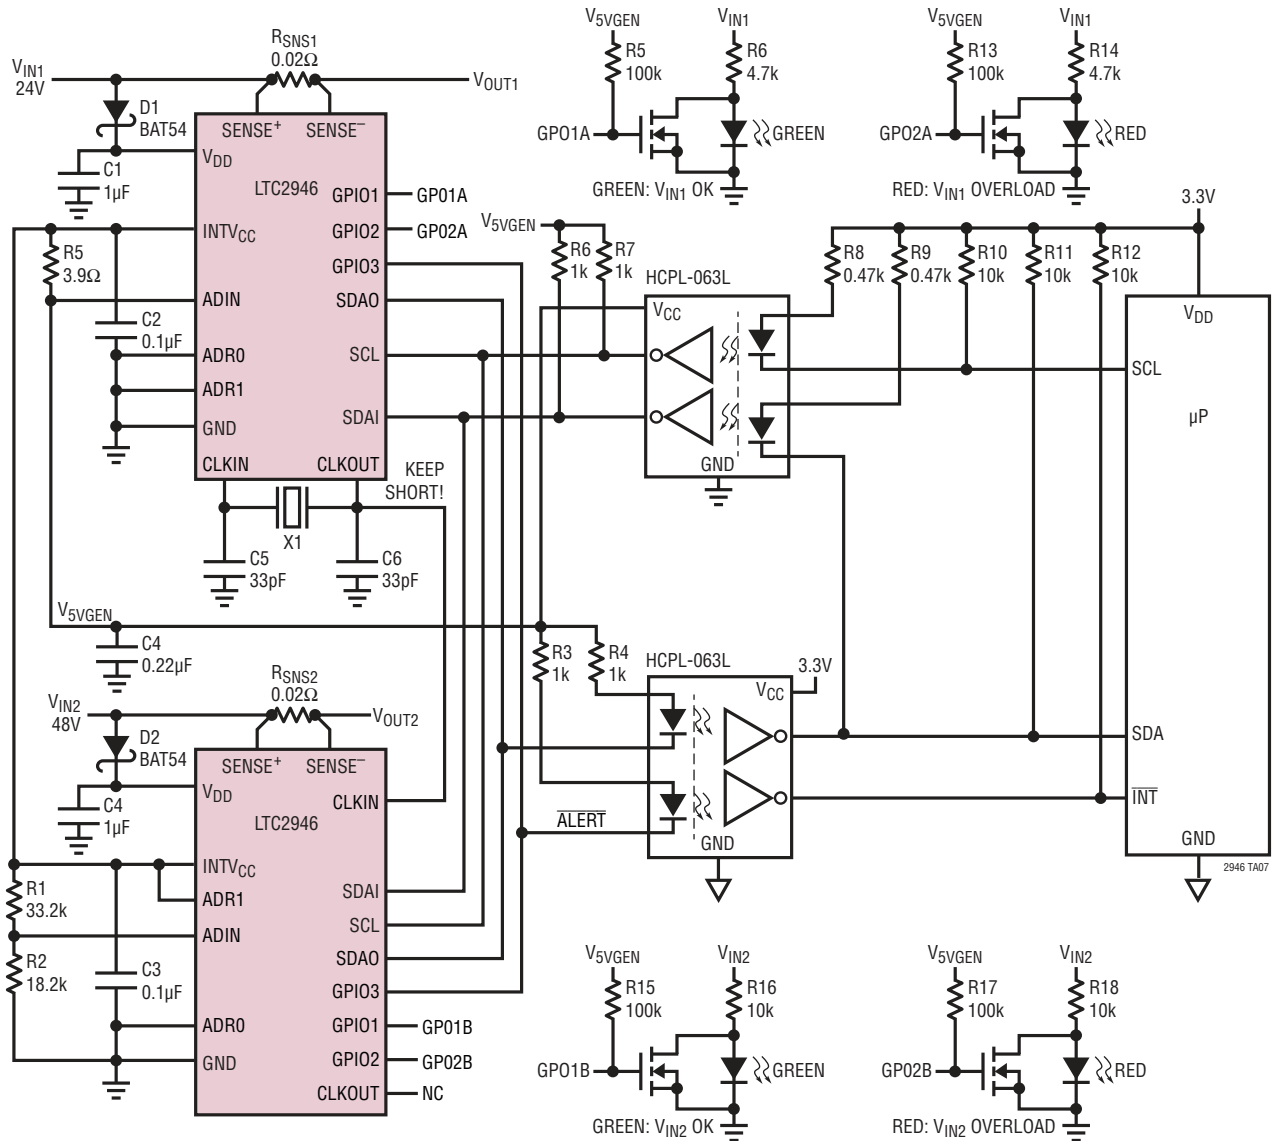 V5VGEN
R5
100k
GPO1A
VIN1
R6
4.7k
GREEN
GREEN: VIN1 OK
V5VGEN
R13
100k
GPO2A
VIN1
R14
4.7k
RED
RED: VIN1 OVERLOAD
VIN1
24V
RSNS1
0.02Ω
VOUT1
D1
BAT54
C1
1µF
SENSE+
SENSE–
VDD
LTC2946
GPIO1
GP01A
INTVCC
GPIO2
GP02A
GPIO3
ADIN
SDAO
ADR0
SCL
ADR1
SDAI
GND
CLKIN
CLKOUT
R5
3.9Ω
C2
0.1µF
KEEP
SHORT!
X1
C5
33pF
C6
33pF
V5VGEN
R6
1k
R7
1k
HCPL-063L
VCC
GND
R8
0.47k
R9
0.47k
R10
10k
R11
10k
R12
10k
3.3V
VDD
SCL
µP
SDA
INT
GND
2946 TA07
V5VGEN
C4
0.22µF
R3
1k
R4
1k
HCPL-063L
VCC
3.3V
GND
ALERT
VIN2
48V
RSNS2
0.02Ω
VOUT2
D2
BAT54
C4
1µF
SENSE+
SENSE–
VDD
CLKIN
LTC2946
INTVCC
ADR1
SDAI
SCL
ADIN
SDAO
GPIO3
ADR0
GPIO1
GP01B
GND
GPIO2
GP02B
CLKOUT
NC
R1
33.2k
R2
18.2k
C3
0.1µF
V5VGEN
R15
100k
GPO1B
VIN2
R16
10k
GREEN
GREEN: VIN2 OK
V5VGEN
R17
100k
GP02B
VIN2
R18
10k
RED
RED: VIN2 OVERLOAD